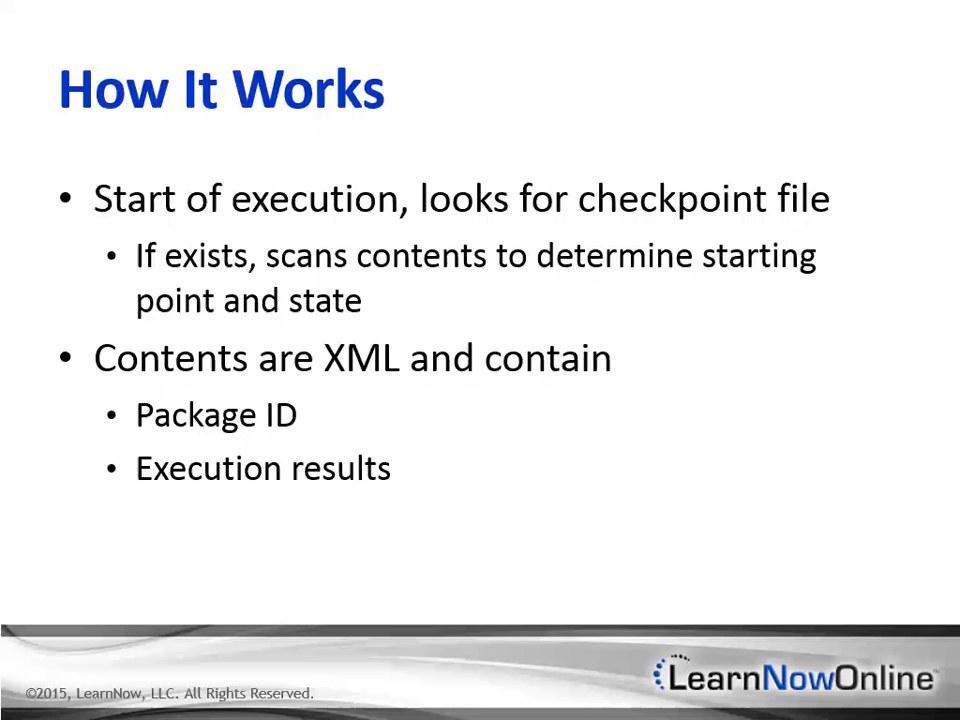 How It Works
• Start of execution, looks for checkpoint file
• If exists, scans contents to determine starting
point and state
• Contents are XML and contain
• Package ID
• Execution results
©2015, LearnNow, LLC. All Rights Reserved.
LearnNowOnline